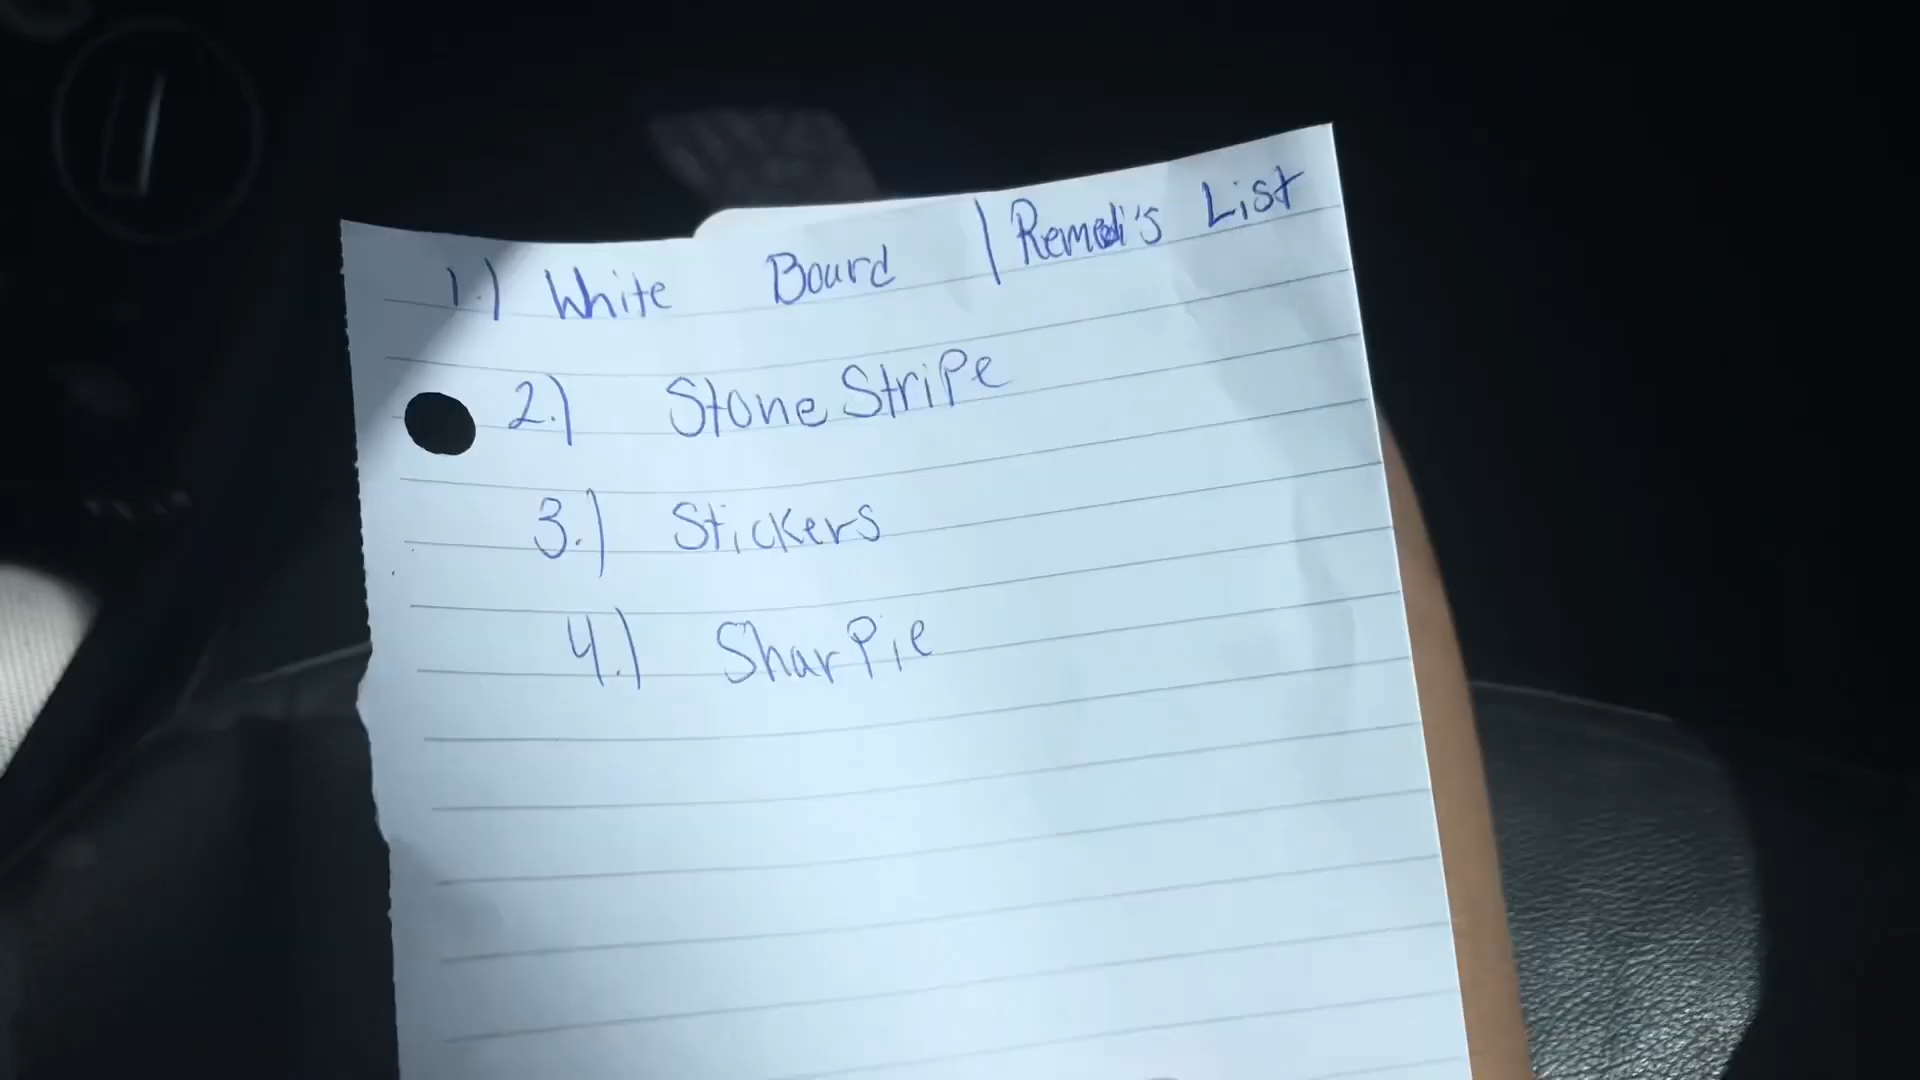 1.) White Board | Remedi's List
2.) Stone Stripe
3.) Stickers
4.) SharPie